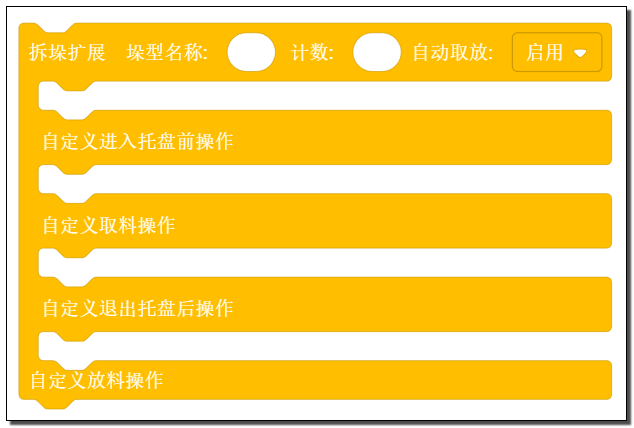 拆垛扩展 垛型名称: 计数: 自动取放: 启用
自定义进入托盘前操作
自定义取料操作
自定义退出托盘后操作
自定义放料操作